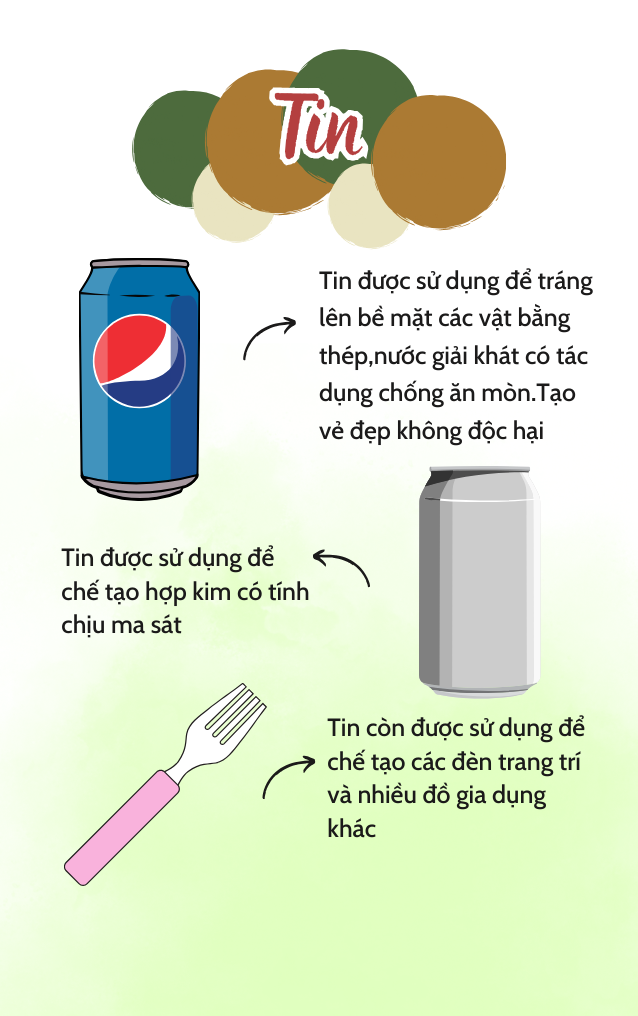 Tin
Tin được sử dụng để tráng
lên bề mặt các vật bằng
thép,nước giải khát có tác
dụng chống ăn mòn.Tạo
vẻ đẹp không độc hại
Tin được sử dụng để
chế tạo hợp kim có tính
chịu ma sát
Tin còn được sử dụng để
chế tạo các đèn trang trí
và nhiều đồ gia dụng
khác